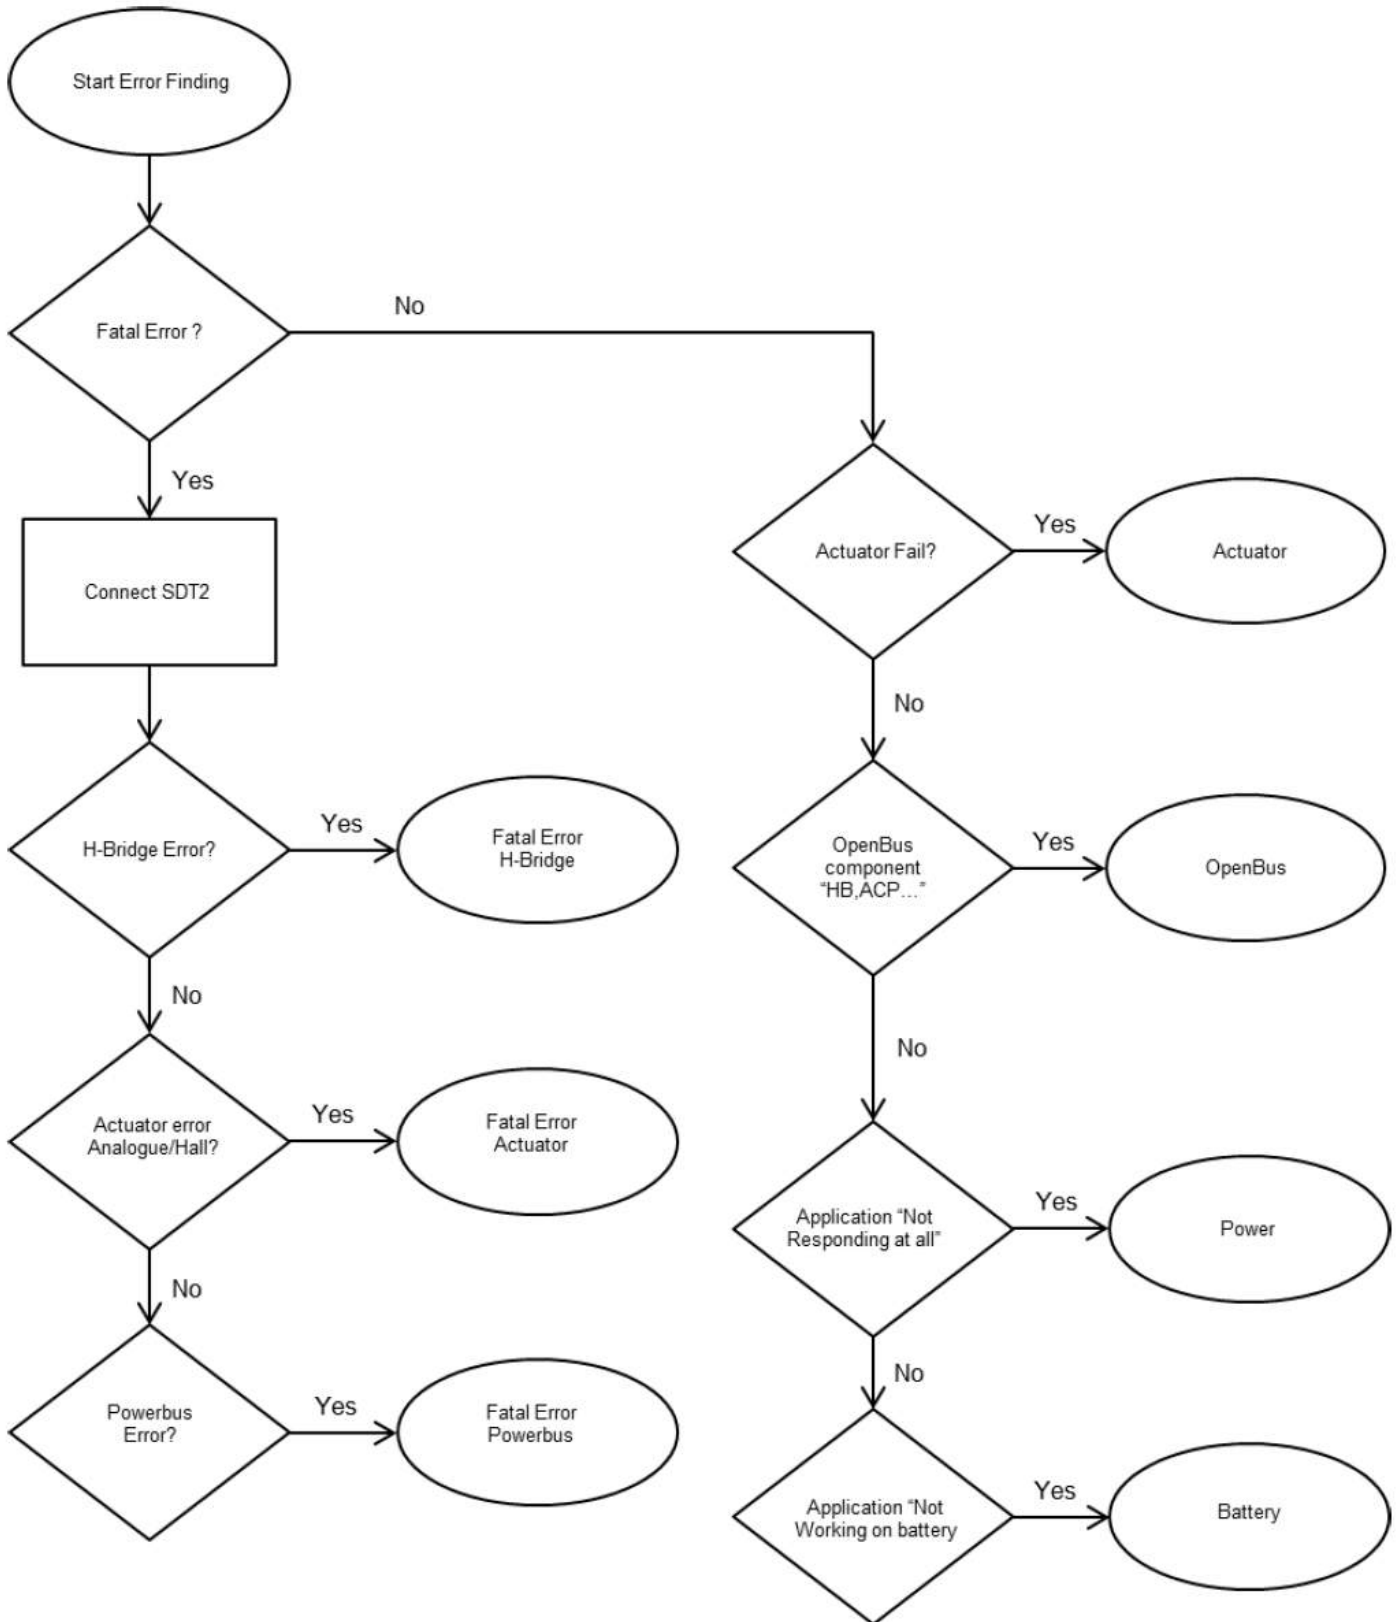 Start Error Finding
Fatal Error ?
No
Yes
Connect SDT2
H-Bridge Error?
Yes
Fatal Error
H-Bridge
No
Actuator error
Analogue/Hall?
Yes
Fatal Error
Actuator
No
Powerbus
Error?
Yes
Fatal Error
Powerbus
Actuator Fail?
Yes
Actuator
No
OpenBus
component
“HB,ACP...”
Yes
OpenBus
No
Application “Not
Responding at all”
Yes
Power
No
Application “Not
Working on battery
Yes
Battery